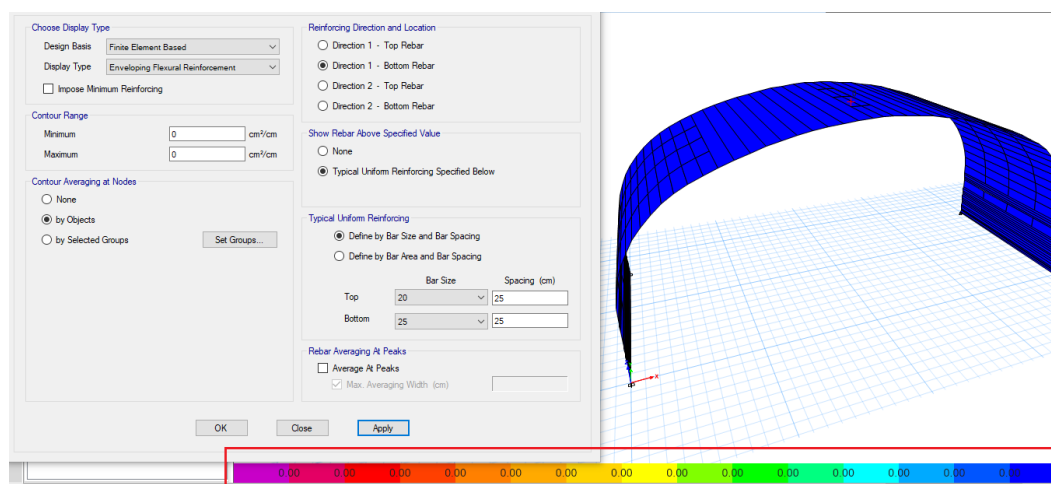 Choose Display Type
Design Basis Finite Element Based
Display Type Enveloping Flexural Reinforcement
Impose Minimum Reinforcing
Contour Range
Minimum 0 cm²/cm
Maximum 0 cm²/cm
Contour Averaging at Nodes
None
by Objects
by Selected Groups Set Groups...
Reinforcing Direction and Location
Direction 1 - Top Rebar
Direction 1 - Bottom Rebar
Direction 2 - Top Rebar
Direction 2 - Bottom Rebar
Show Rebar Above Specified Value
None
Typical Uniform Reinforcing Specified Below
Typical Uniform Reinforcing
Define by Bar Size and Bar Spacing
Define by Bar Area and Bar Spacing
Bar Size Spacing (cm)
Top 20 25
Bottom 25 25
Rebar Averaging At Peaks
Average At Peaks
Max. Averaging Width (cm)
OK Close Apply
X
0.00 0.00 0.00 0.00 0.00 0.00 0.00 0.00 0.00 0.00 0.00 0.00 0.00 0.00